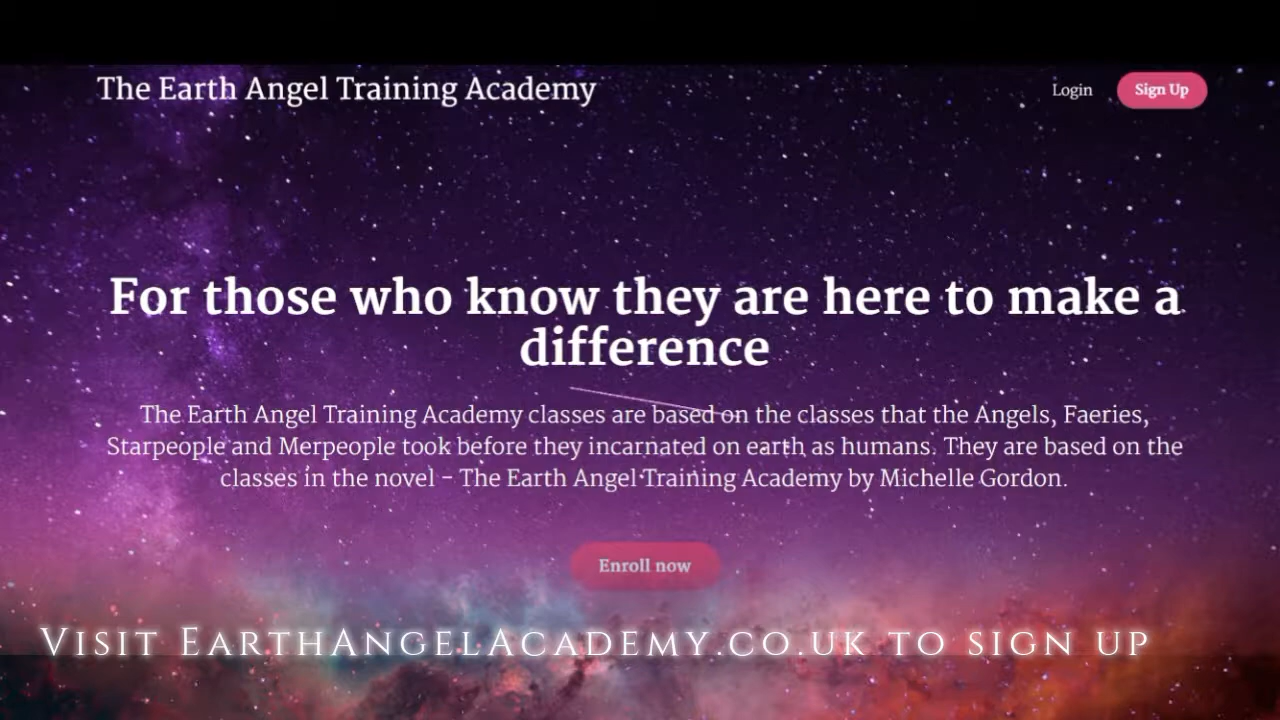 The Earth Angel Training Academy
Login
Sign Up
For those who know they are here to make a
difference
The Earth Angel Training Academy classes are based on the classes that the Angels, Faeries,
Starpeople and Merpeople took before they incarnated on earth as humans. They are based on the
classes in the novel - The Earth Angel Training Academy by Michelle Gordon.
Enroll now
Visit EarthAngelAcademy.co.uk to sign up